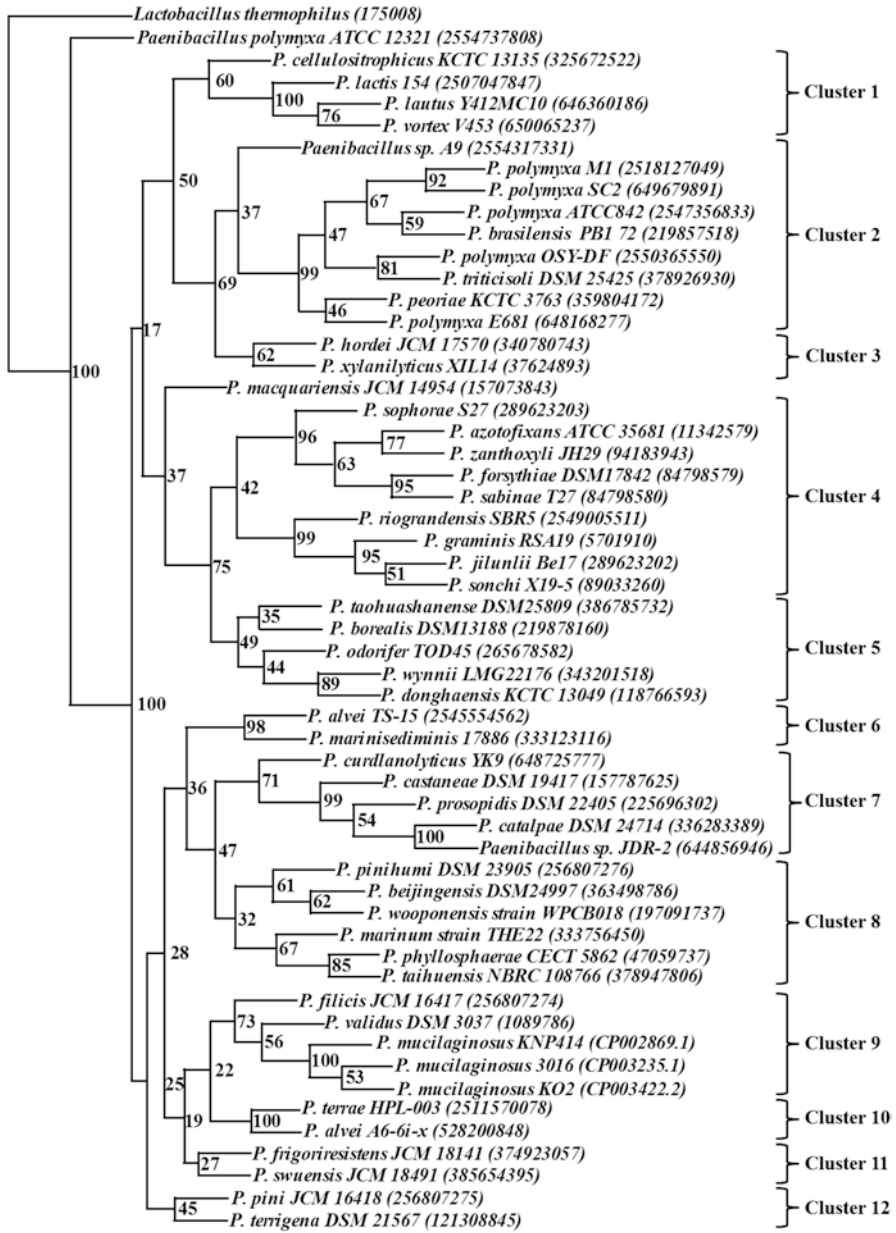 Lactobacillus thermophilus (175008)
Paenibacillus polymyxa ATCC 12321 (2554737808)
P. cellulositrophicus KCTC 13135 (325672522)
60
P. lactis 154 (2507047847)
Cluster 1
100
P. lautus Y412MC10 (646360186)
76
P. vortex V453 (650065237)
Paenibacillus sp. A9 (2554317331)
50
P. polymyxa M1 (2518127049)
92
P. polymyxa SC2 (649679891)
67
37
P. polymyxa ATCC842 (2547356833)
59
Cluster 2
P. brasilensis PB1 72 (219857518)
47
P. polymyxa OSY-DF (2550365550)
81
99
69
P. triticisoli DSM 25425 (378926930)
P. peoriae KCTC 3763 (359804172)
46
P. polymyxa E681 (648168277)
17
P. hordei JCM 17570 (340780743)
62
Cluster 3
P. xylanilyticus XIL14 (37624893)
100
P. macquariensis JCM 14954 (157073843)
P. sophorae S27 (289623203)
96
P. azotofixans ATCC 35681 (11342579)
77
P. zanthoxyli JH29 (94183943)
63
37
P. forsythiae DSM17842 (84798579)
95
42
Cluster 4
P. sabinae T27 (84798580)
P. riograndensis SBR5 (2549005511)
99
P. graminis RSA19 (5701910)
95
75
P. jilunlii Be17 (289623202)
51
P. sonchi X19-5 (89033260)
P. taohuashanense DSM25809 (386785732)
35
P. borealis DSM13188 (219878160)
49
Cluster 5
P. odorifer TOD45 (265678582)
44
P. wynnii LMG22176 (343201518)
89
P. donghaensis KCTC 13049 (118766593)
100
P. alvei TS-15 (2545554562)
98
Cluster 6
P. marinisediminis 17886 (333123116)
P. curdlanolyticus YK9 (648725777)
71
36
P. castaneae DSM 19417 (157787625)
99
Cluster 7
P. prosopidis DSM 22405 (225696302)
54
P. catalpae DSM 24714 (336283389)
100
47
Paenibacillus sp. JDR-2 (644856946)
P. pinihumi DSM 23905 (256807276)
61
P. beijingensis DSM24997 (363498786)
62
P. wooponensis strain WPCB018 (197091737)
32
Cluster 8
P. marinum strain THE22 (333756450)
67
28
P. phyllosphaerae CECT 5862 (47059737)
85
P. taihuensis NBRC 108766 (378947806)
P. filicis JCM 16417 (256807274)
73
P. validus DSM 3037 (1089786)
56
Cluster 9
P. mucilaginosus KNP414 (CP002869.1)
100
22
P. mucilaginosus 3016 (CP003235.1)
53
25
P. mucilaginosus KO2 (CP003422.2)
P. terrae HPL-003 (2511570078)
100
19
Cluster 10
P. alvei A6-6i-x (528200848)
P. frigoriresistens JCM 18141 (374923057)
27
Cluster 11
P. swuensis JCM 18491 (385654395)
P. pini JCM 16418 (256807275)
45
Cluster 12
P. terrigena DSM 21567 (121308845)